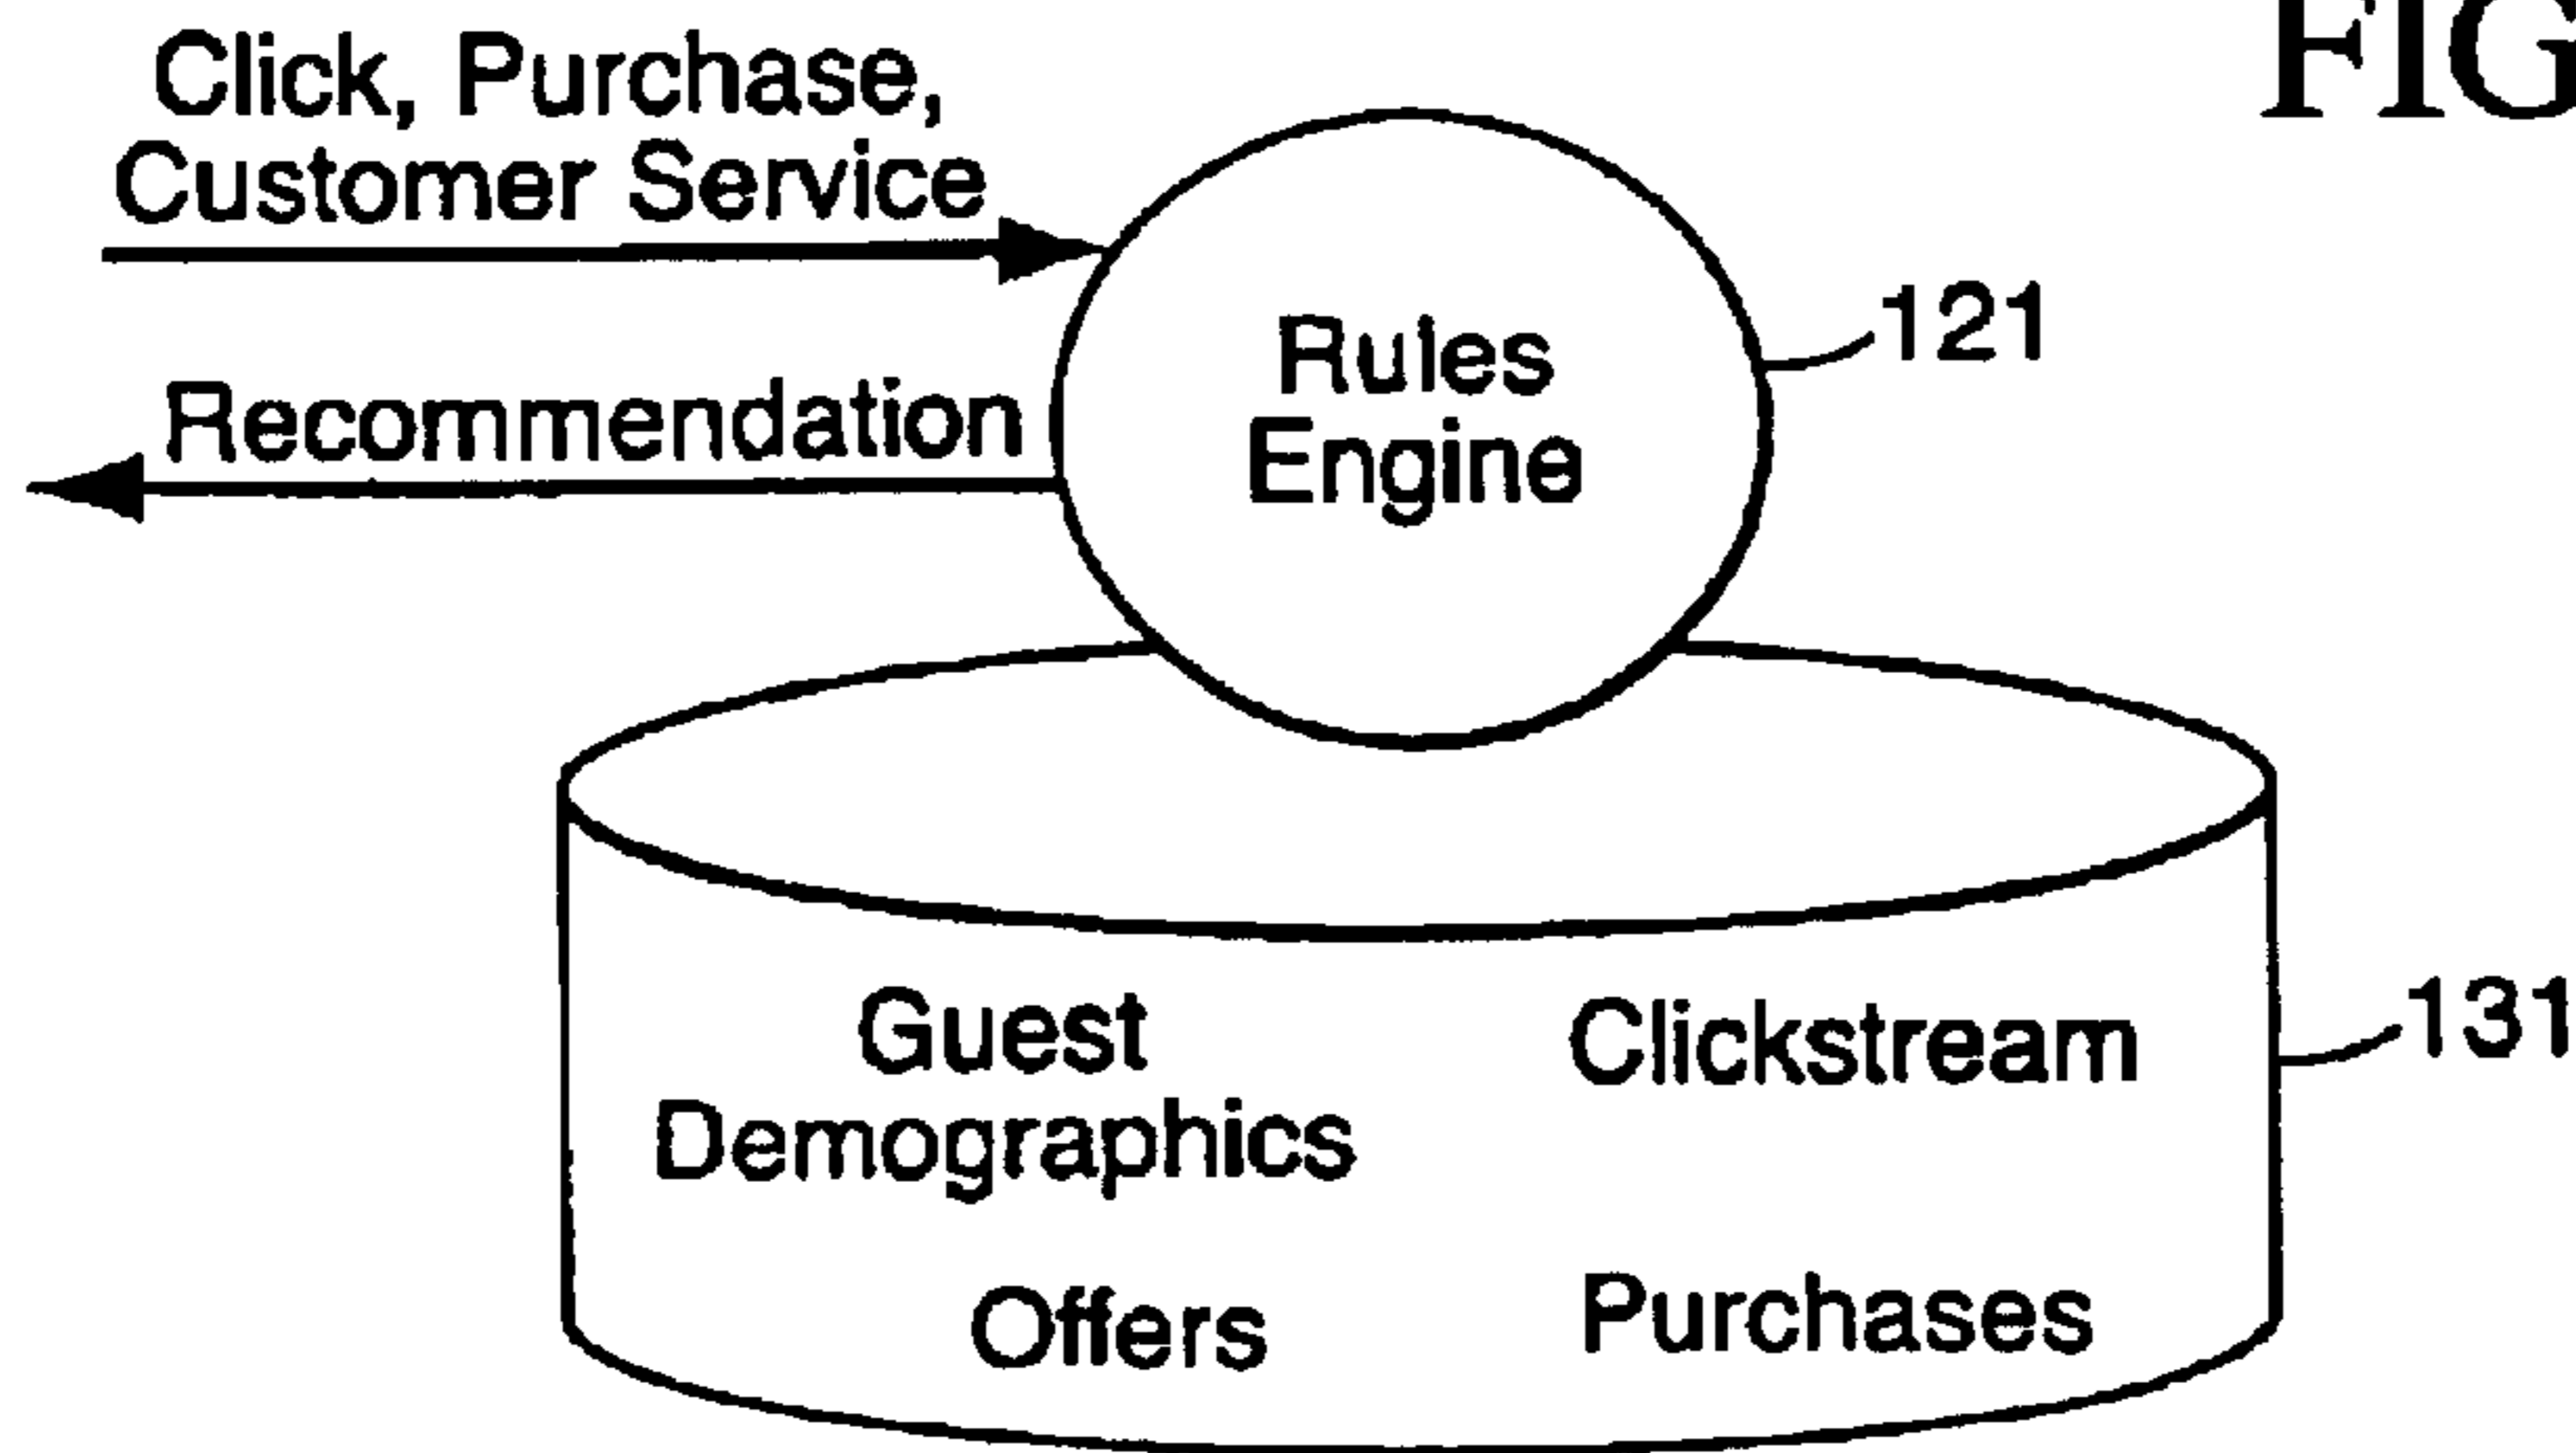 FIG
Click, Purchase,
Customer Service
Recommendation
Rules
Engine
121
Guest
Demographics
Clickstream
131
Offers
Purchases